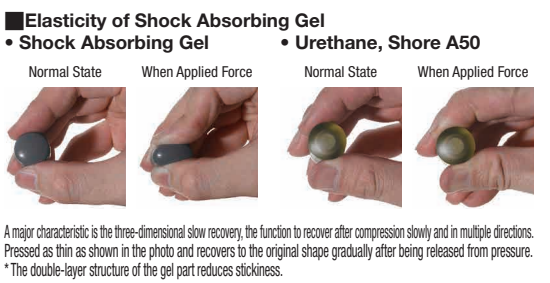 ■Elasticity of Shock Absorbing Gel
• Shock Absorbing Gel • Urethane, Shore A50
Normal State When Applied Force Normal State When Applied Force
A major characteristic is the three-dimensional slow recovery, the function to recover after compression slowly and in multiple directions.
Pressed as thin as shown in the photo and recovers to the original shape gradually after being released from pressure.
* The double-layer structure of the gel part reduces stickiness.